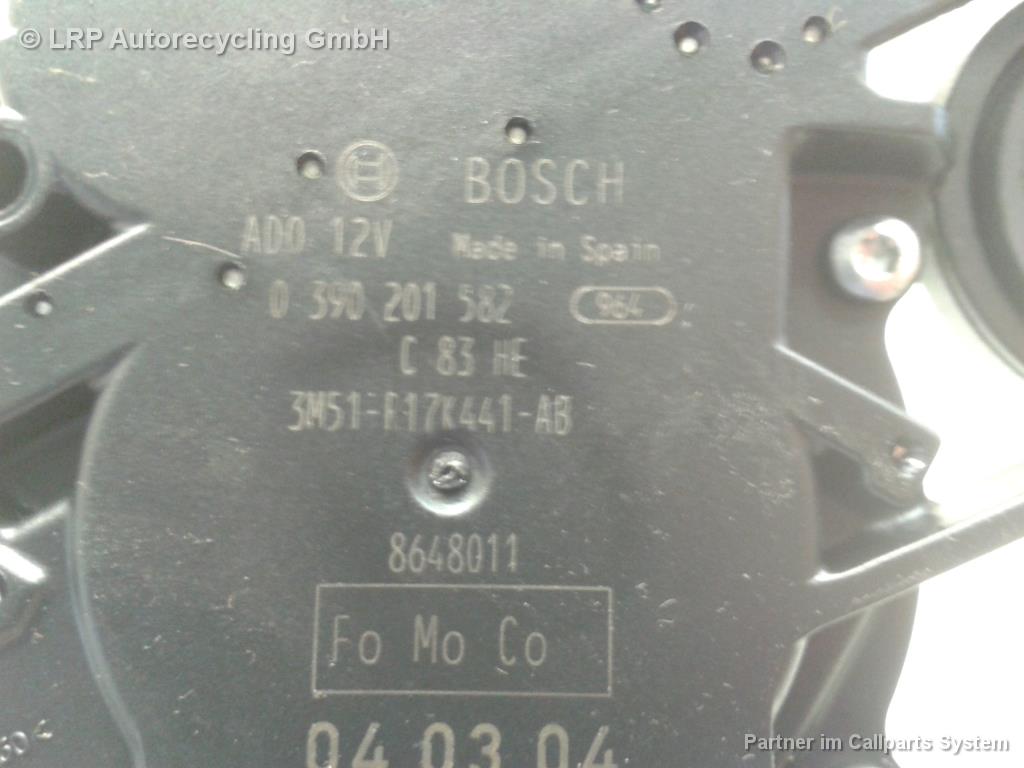 © LRP Autorecycling GmbH
BOSCH
ADO 12V Made in Spain
0 390 201 582 964
C 83 HE
3M51-R17K441-AB
8648011
Fo Mo Co
04 03 04
Partner im Callparts System